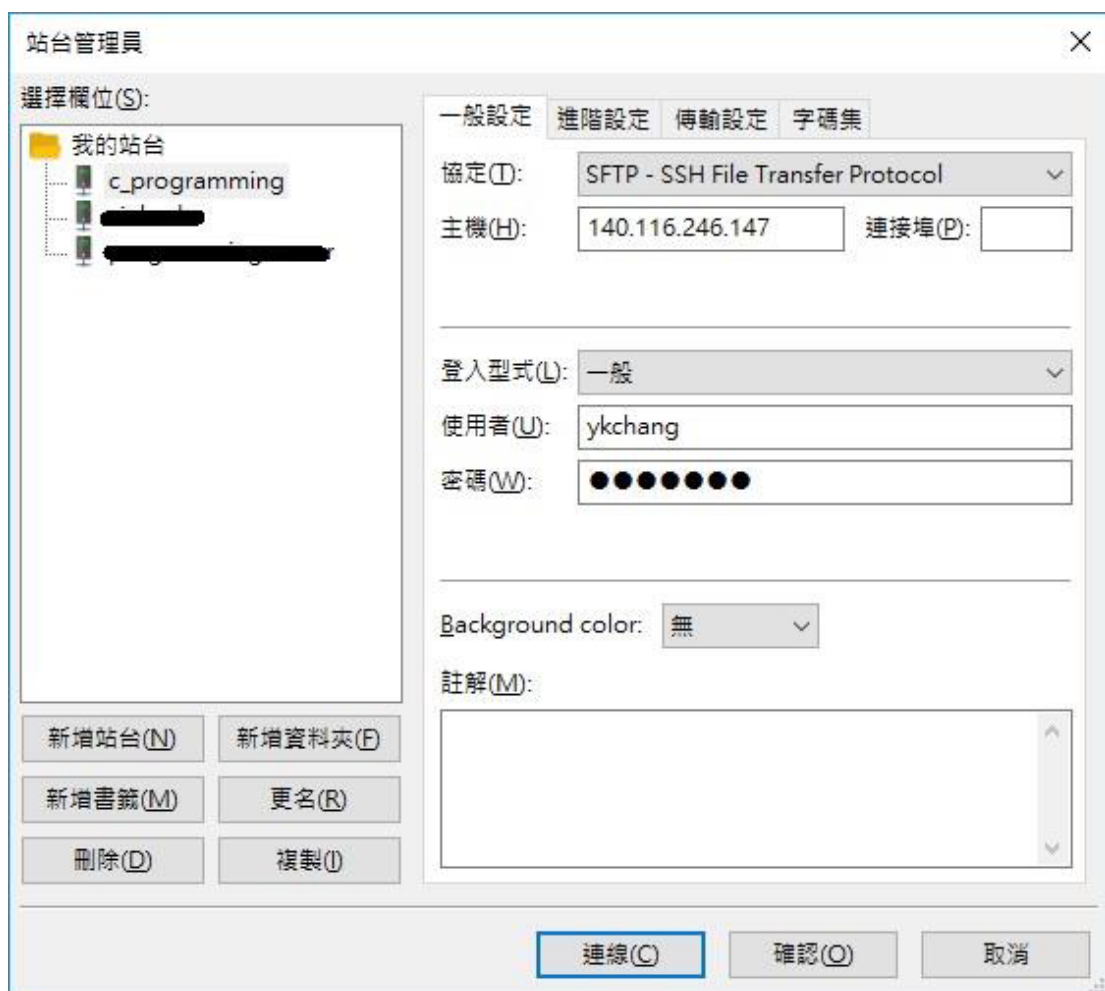 站台管理員
選擇欄位(S):
我的站台
c_programming
新增站台(N) 新增資料夾(F)
新增書籤(M) 更名(R)
刪除(D) 複製(I)
一般設定 進階設定 傳輸設定 字碼集
協定(T): SFTP - SSH File Transfer Protocol
主機(H): 140.116.246.147 連接埠(P):
登入型式(L): 一般
使用者(U): ykchang
密碼(W): ●●●●●●●
Background color: 無
註解(M):
連線(C) 確認(O) 取消